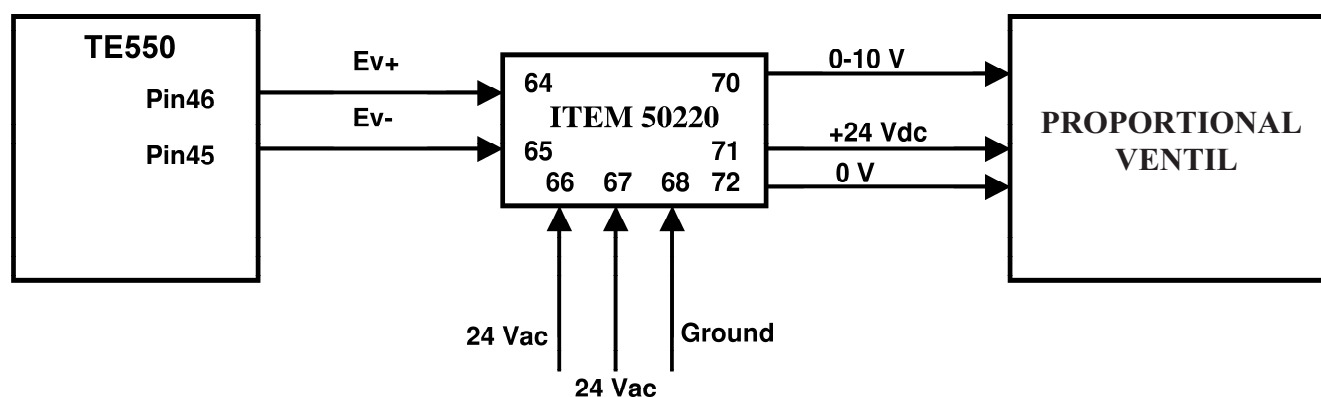 TE550
Pin46
Pin45
Ev+
Ev-
64 70
ITEM 50220
65 71
66 67 68 72
0-10 V
+24 Vdc
0 V
PROPORTIONAL
VENTIL
24 Vac
Ground
24 Vac